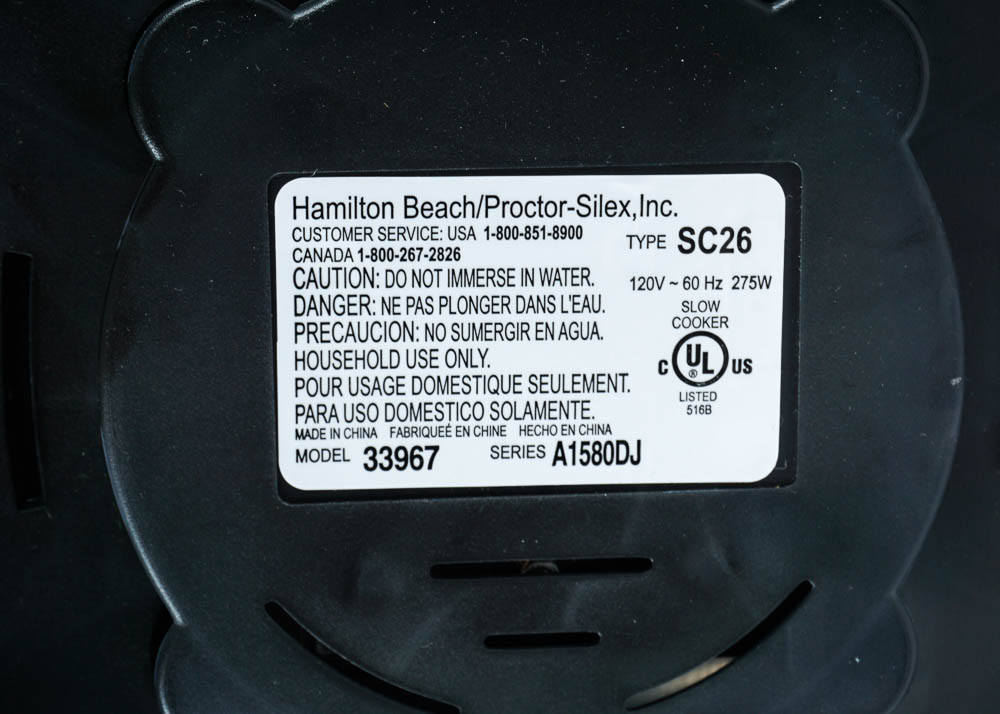 Hamilton Beach/Proctor-Silex,Inc.
CUSTOMER SERVICE: USA 1-800-851-8900
CANADA 1-800-267-2826
TYPE SC26
CAUTION: DO NOT IMMERSE IN WATER.
120V ~ 60 Hz 275W
DANGER: NE PAS PLONGER DANS L'EAU.
SLOW
COOKER
PRECAUCION: NO SUMERGIR EN AGUA.
HOUSEHOLD USE ONLY.
C UL® US
LISTED
516B
POUR USAGE DOMESTIQUE SEULEMENT.
PARA USO DOMESTICO SOLAMENTE.
MADE IN CHINA FABRIQUEÉ EN CHINE HECHO EN CHINA
MODEL 33967 SERIES A1580DJ